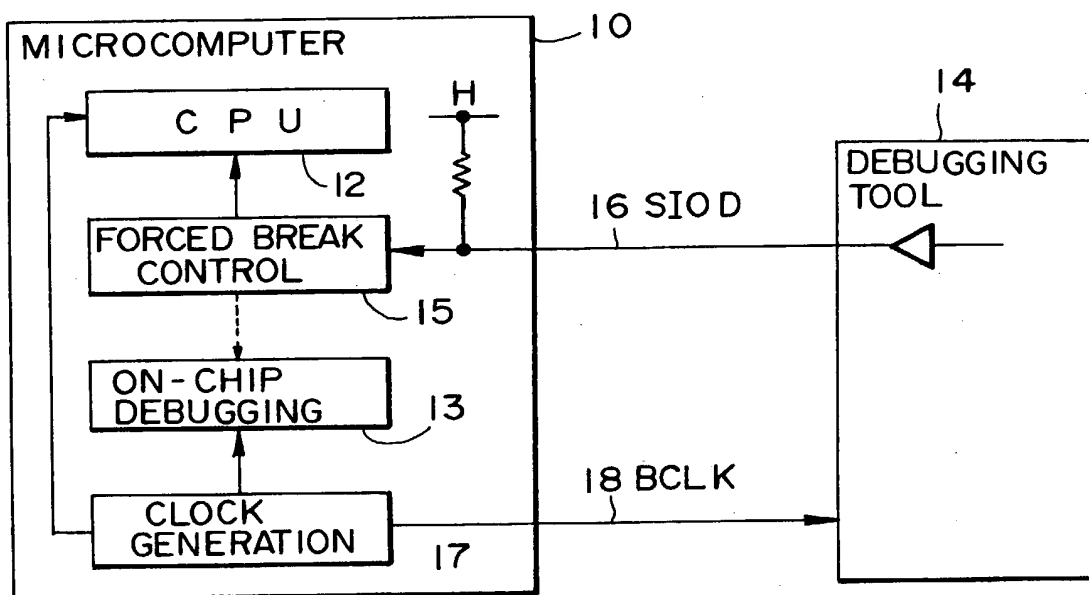 MICROCOMPUTER
10
C P U
12
H
14
DEBUGGING
TOOL
16 SIOD
FORCED BREAK
CONTROL
15
ON-CHIP
DEBUGGING
13
18 BCLK
CLOCK
GENERATION
17